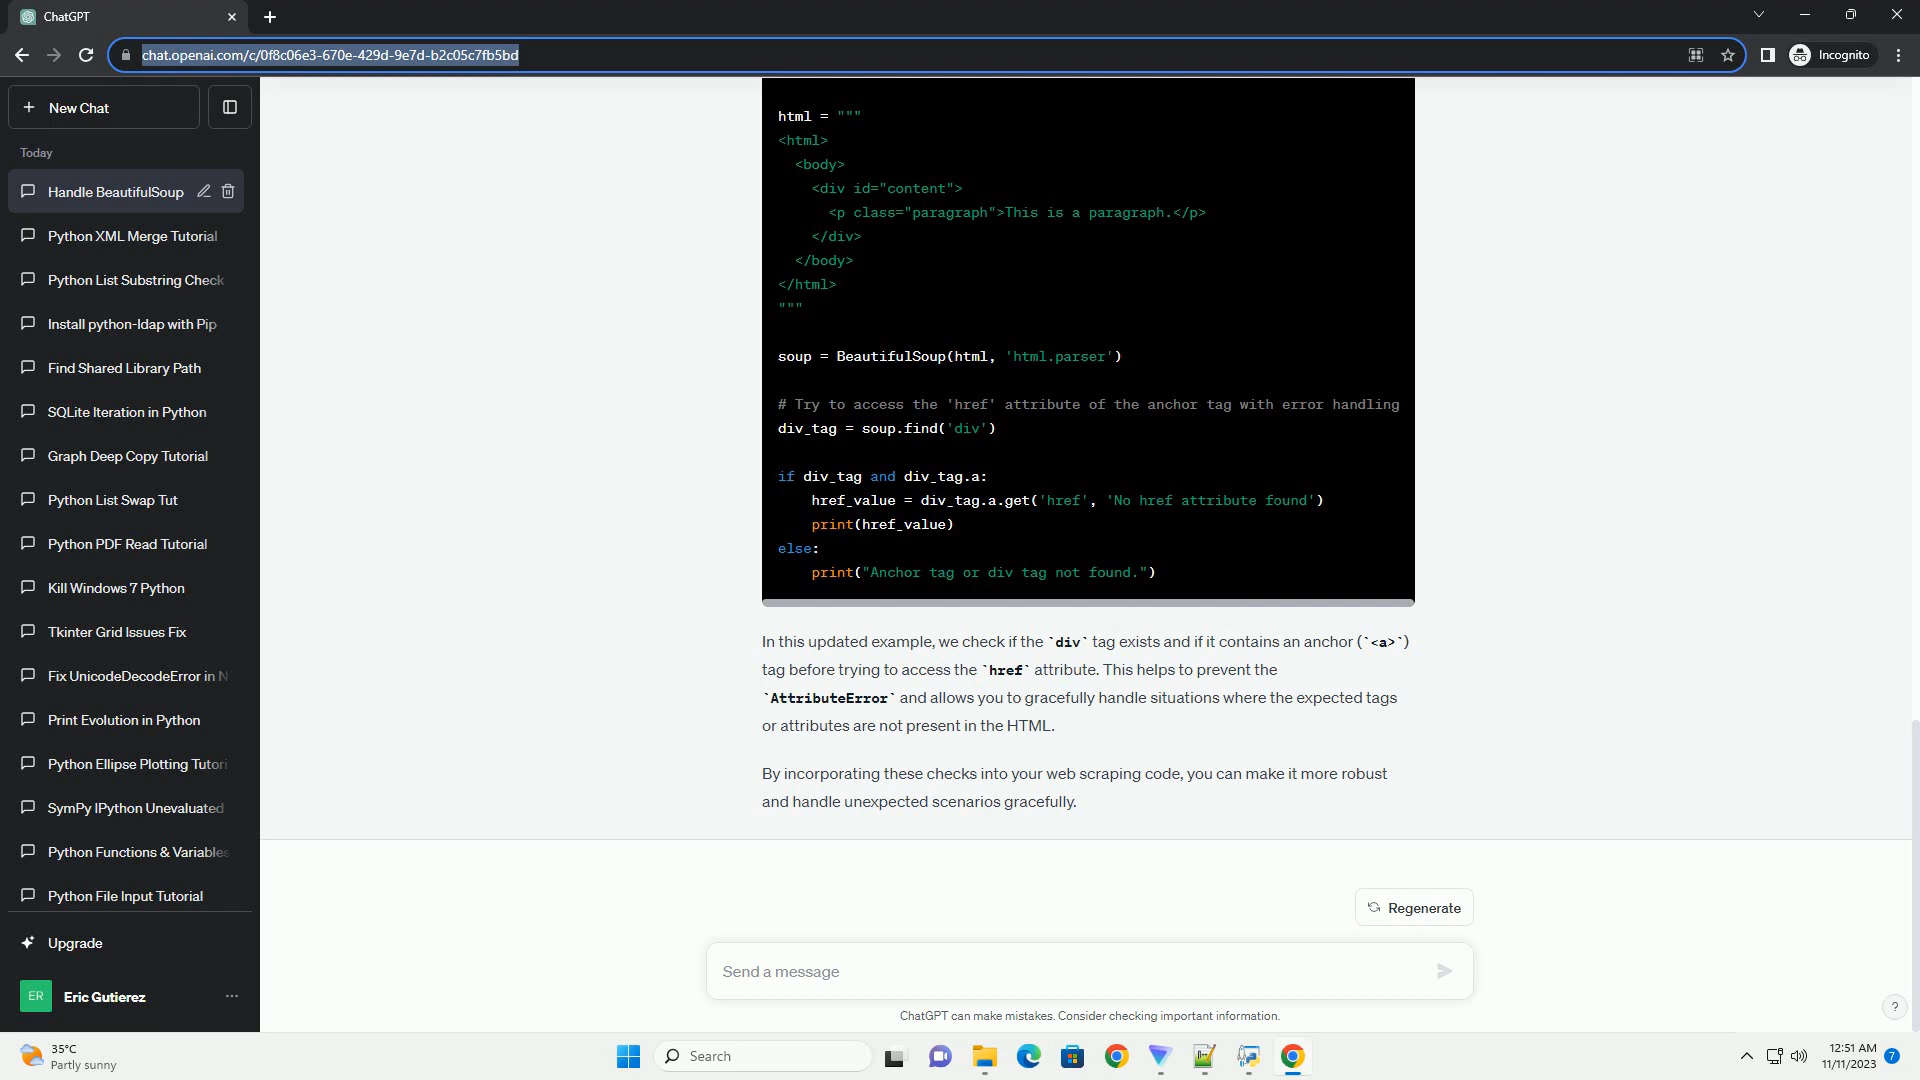 ChatGPT
chat.openai.com/c/0f8c06e3-670e-429d-9e7d-b2c05c7fb5bd
Incognito
New Chat
Today
Handle BeautifulSoup
Python XML Merge Tutorial
Python List Substring Check
Install python-ldap with Pip
Find Shared Library Path
SQLite Iteration in Python
Graph Deep Copy Tutorial
Python List Swap Tut
Python PDF Read Tutorial
Kill Windows 7 Python
Tkinter Grid Issues Fix
Fix UnicodeDecodeError in N
Print Evolution in Python
Python Ellipse Plotting Tutori
SymPy IPython Unevaluated
Python Functions & Variables
Python File Input Tutorial
Upgrade
ER
Eric Gutierez
html = """
<html>
  <body>
    <div id="content">
      <p class="paragraph">This is a paragraph.</p>
    </div>
  </body>
</html>
"""
soup = BeautifulSoup(html, 'html.parser')
# Try to access the 'href' attribute of the anchor tag with error handling
div_tag = soup.find('div')
if div_tag and div_tag.a:
    href_value = div_tag.a.get('href', 'No href attribute found')
    print(href_value)
else:
    print("Anchor tag or div tag not found.")
In this updated example, we check if the `div` tag exists and if it contains an anchor (`<a>`)
tag before trying to access the `href` attribute. This helps to prevent the
`AttributeError` and allows you to gracefully handle situations where the expected tags
or attributes are not present in the HTML.
By incorporating these checks into your web scraping code, you can make it more robust
and handle unexpected scenarios gracefully.
Regenerate
Send a message
ChatGPT can make mistakes. Consider checking important information.
?
35°C
Partly sunny
Search
12:51 AM
11/11/2023
7